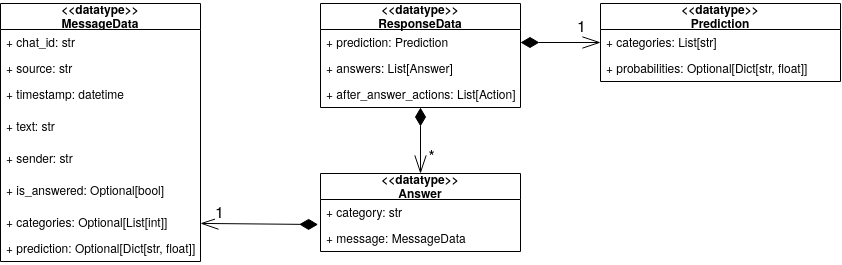 <<datatype>>
MessageData
+ chat_id: str
+ source: str
+ timestamp: datetime
+ text: str
+ sender: str
+ is_answered: Optional[bool]
+ categories: Optional[List[int]]
+ prediction: Optional[Dict[str, float]]
<<datatype>>
ResponseData
+ prediction: Prediction
+ answers: List[Answer]
+ after_answer_actions: List[Action]
1
<<datatype>>
Prediction
+ categories: List[str]
+ probabilities: Optional[Dict[str, float]]
*
<<datatype>>
Answer
+ category: str
+ message: MessageData
1